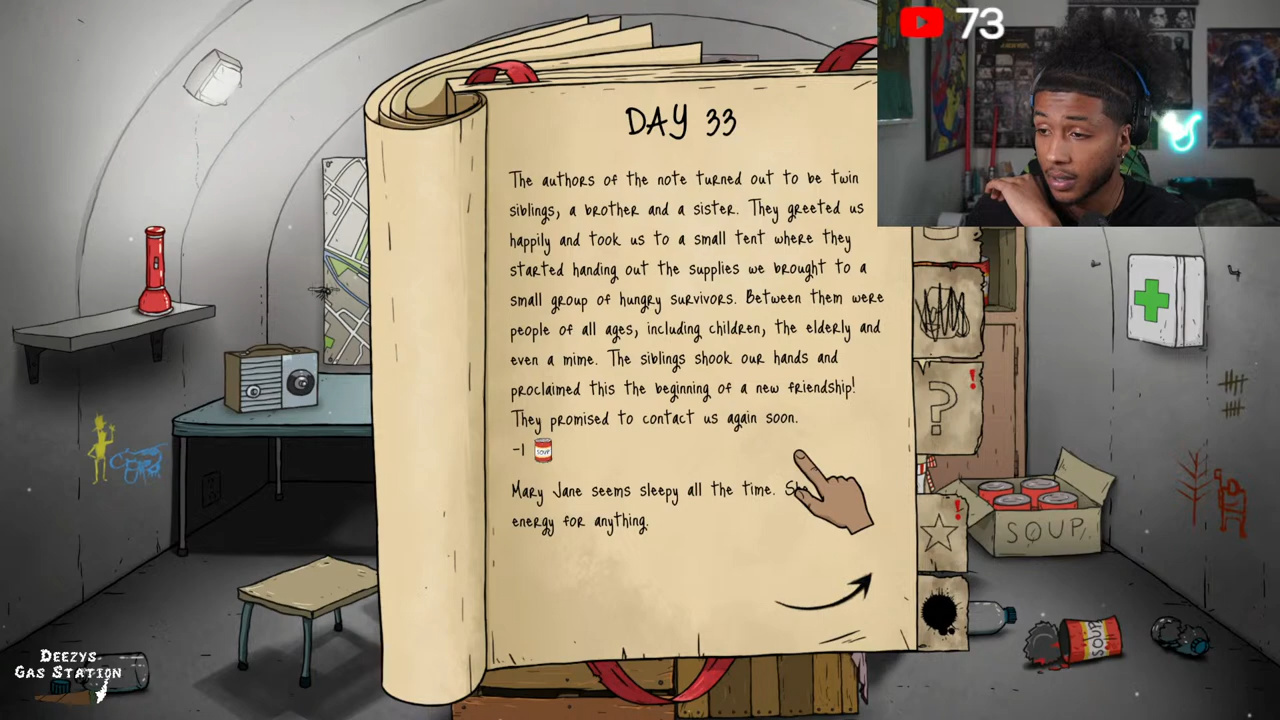 73
DAY 33
The authors of the note turned out to be twin
siblings, a brother and a sister. They greeted us
happily and took us to a small tent where they
started handing out the supplies we brought to a
small group of hungry survivors. Between them were
people of all ages, including children, the elderly and
even a mime. The siblings shook our hands and
proclaimed this the beginning of a new friendship!
They promised to contact us again soon.
-1
SOUP
Mary Jane seems sleepy all the time.
energy for anything.
?
!
!
SOUP
SOUP
DEEZYS
GAS STATION